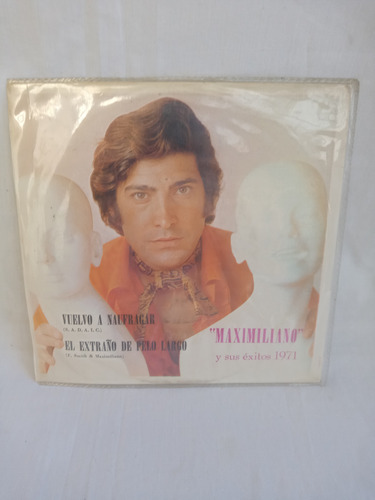 VUELVO A NAUFRAGAR
(S. A. D. A. I. C.)
EL EXTRAÑO DE PELO LARGO
"MAXIMILIANO"
y sus éxitos 1971